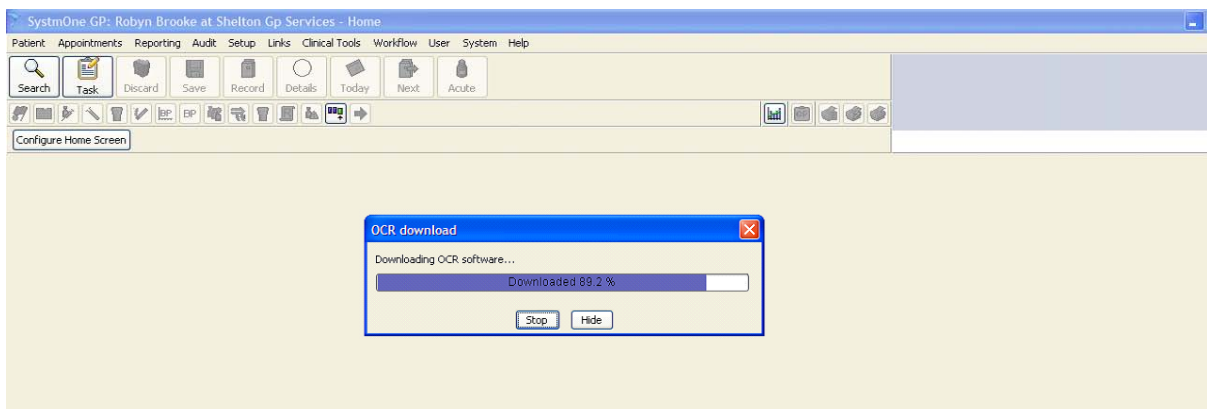 SystmOne GP: Robyn Brooke at Shelton Gp Services - Home
Patient Appointments Reporting Audit Setup Links Clinical Tools Workflow User System Help
Search Task Discard Save Record Details Today Next Acute
BP BP
Configure Home Screen
OCR download
Downloading OCR software...
Downloaded 89.2 %
Stop Hide